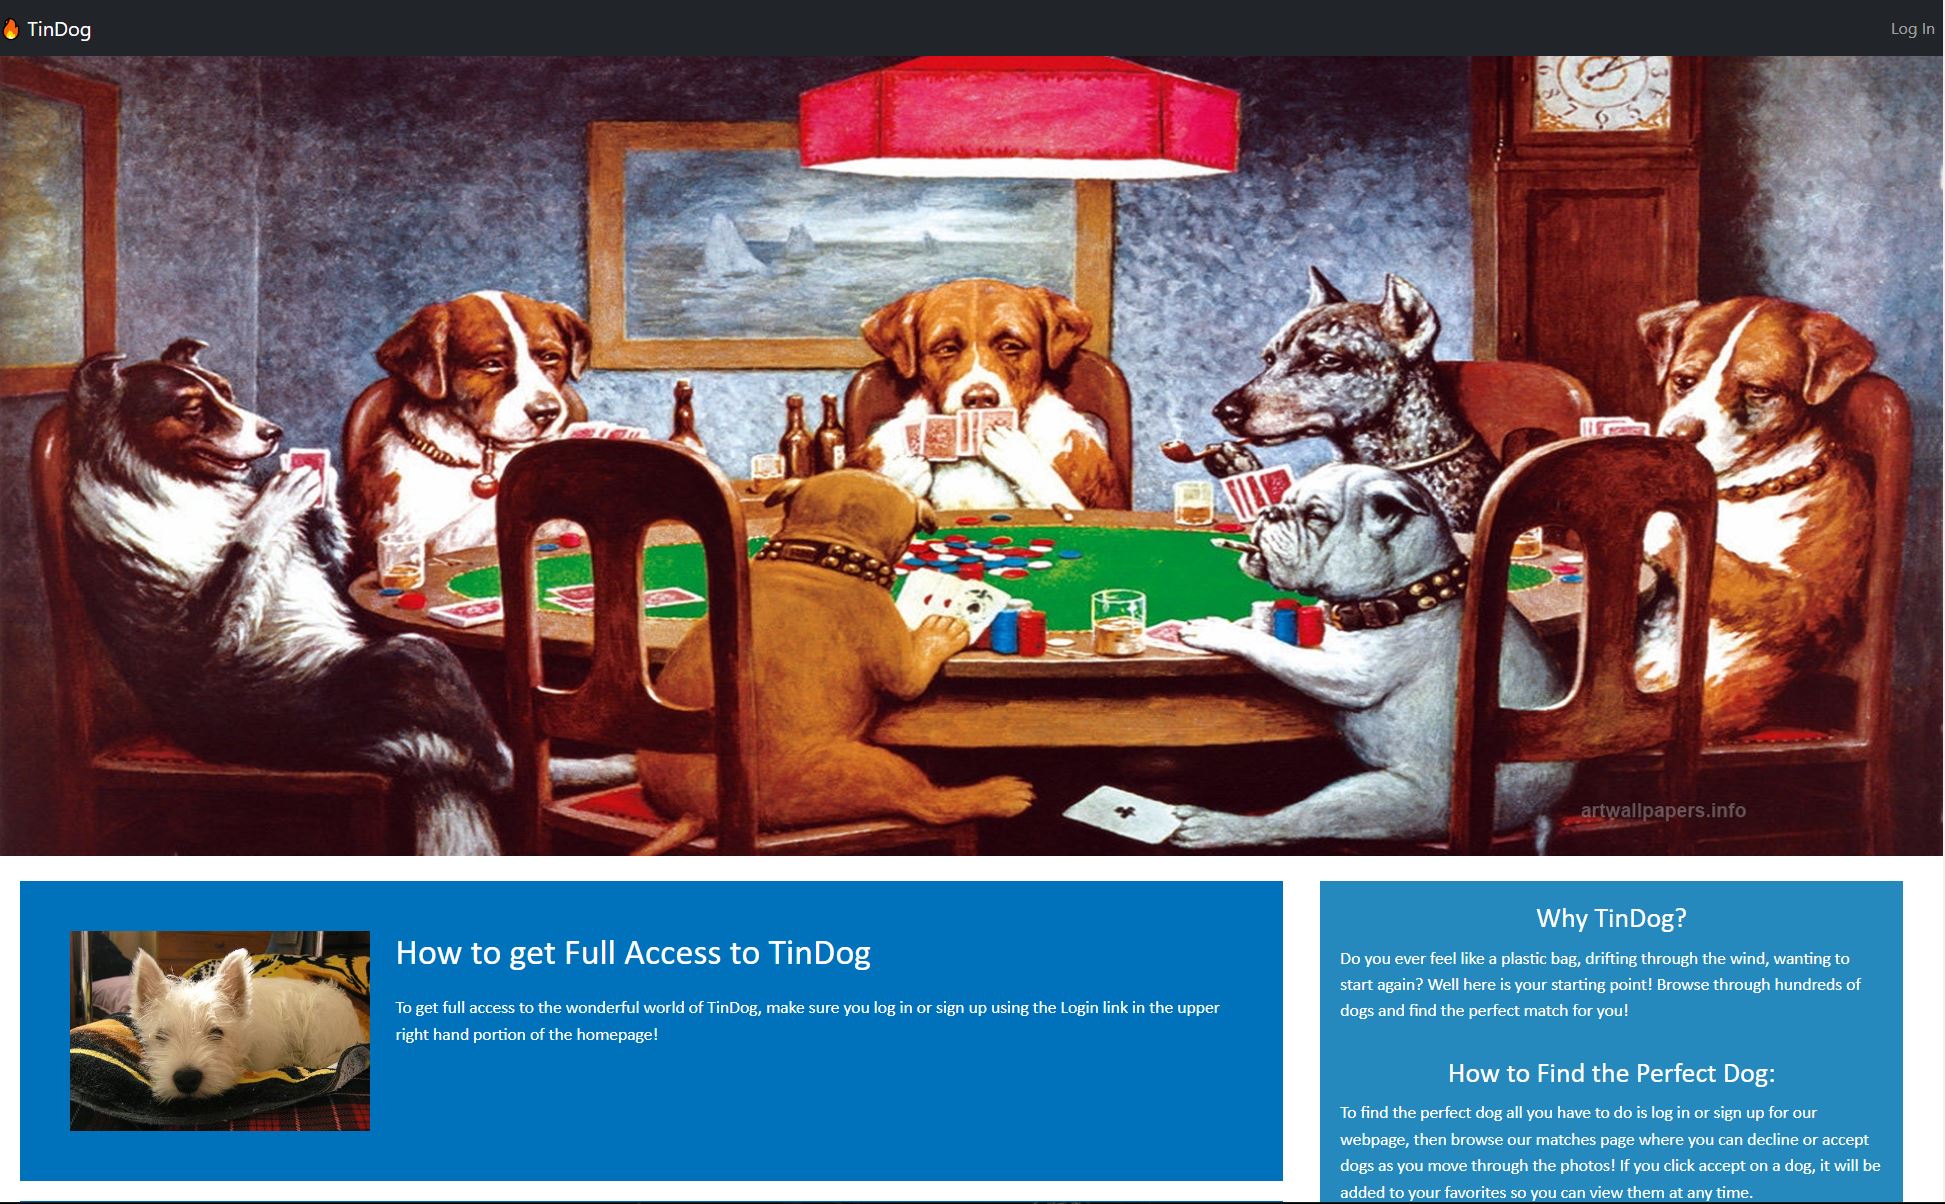 TinDog
Log In
artwallpapers.info
How to get Full Access to TinDog
To get full access to the wonderful world of TinDog, make sure you log in or sign up using the Login link in the upper
right hand portion of the homepage!
Why TinDog?
Do you ever feel like a plastic bag, drifting through the wind, wanting to
start again? Well here is your starting point! Browse through hundreds of
dogs and find the perfect match for you!
How to Find the Perfect Dog:
To find the perfect dog all you have to do is log in or sign up for our
webpage, then browse our matches page where you can decline or accept
dogs as you move through the photos! If you click accept on a dog, it will be
added to your favorites so you can view them at any time.